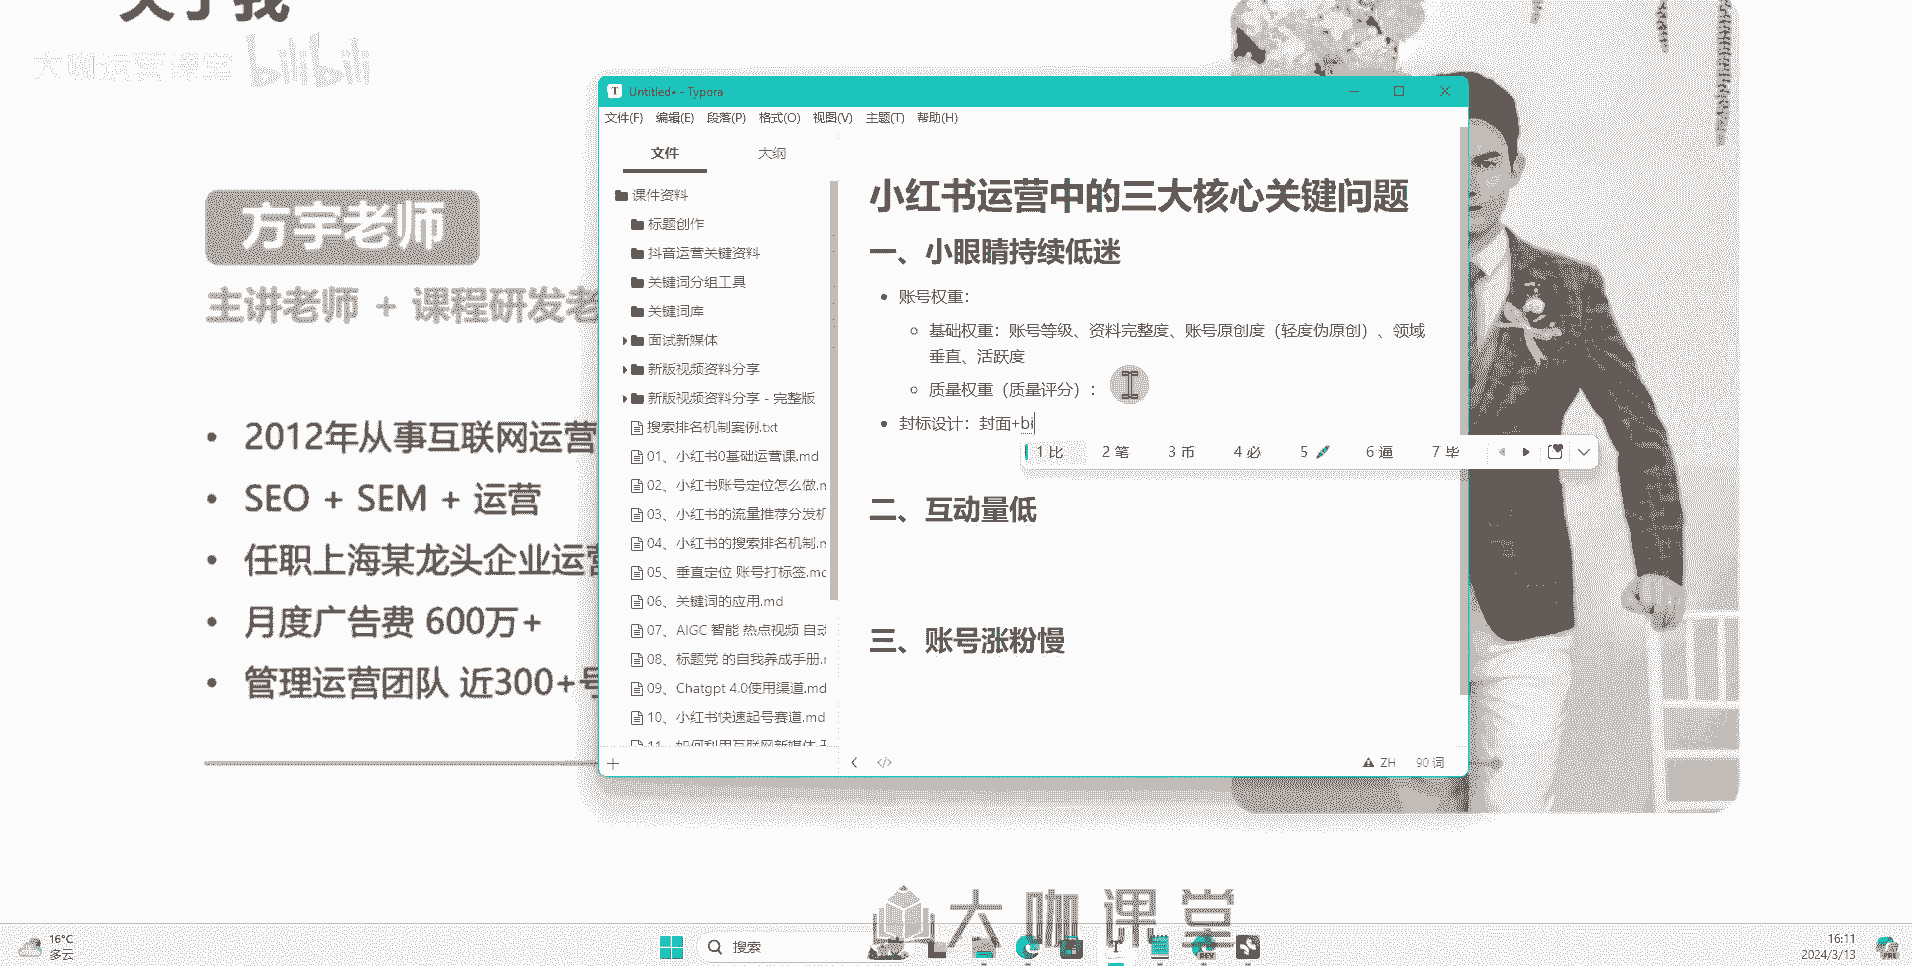 关于我
大咖运营课堂 bilibili
方宇老师
主讲老师 + 课程研发老
• 2012年从事互联网运营
• SEO + SEM + 运营
• 任职上海某龙头企业运营
• 月度广告费 600万+
• 管理运营团队 近300+号
Untitled• - Typora
文件(F) 编辑(E) 段落(P) 格式(O) 视图(V) 主题(T) 帮助(H)
文件 大纲
课件资料
标题创作
抖音运营关键资料
关键词分组工具
关键词库
面试新媒体
新版视频资料分享
新版视频资料分享 - 完整版
搜索排名机制案例.txt
01、小红书0基础运营课.md
02、小红书账号定位怎么做.m
03、小红书的流量推荐分发机
04、小红书的搜索排名机制.m
05、垂直定位 账号打标签.md
06、关键词的应用.md
07、AIGC 智能 热点视频 自动
08、标题党 的自我养成手册.m
09、Chatgpt 4.0使用渠道.md
10、小红书快速起号赛道.md
11、如何利用互联网新媒体
小红书运营中的三大核心关键问题
一、小眼睛持续低迷
• 账号权重：
基础权重：账号等级、资料完整度、账号原创度（轻度伪原创）、领域
垂直、活跃度
质量权重（质量评分）：
• 封标设计：封面+bi
1 比 2 笔 3 币 4 必 5 6 逼 7 毕
二、互动量低
三、账号涨粉慢
ZH 90 词
大咖课堂
16°C
多云
搜索
DEV
16:11
2024/3/13
PRE